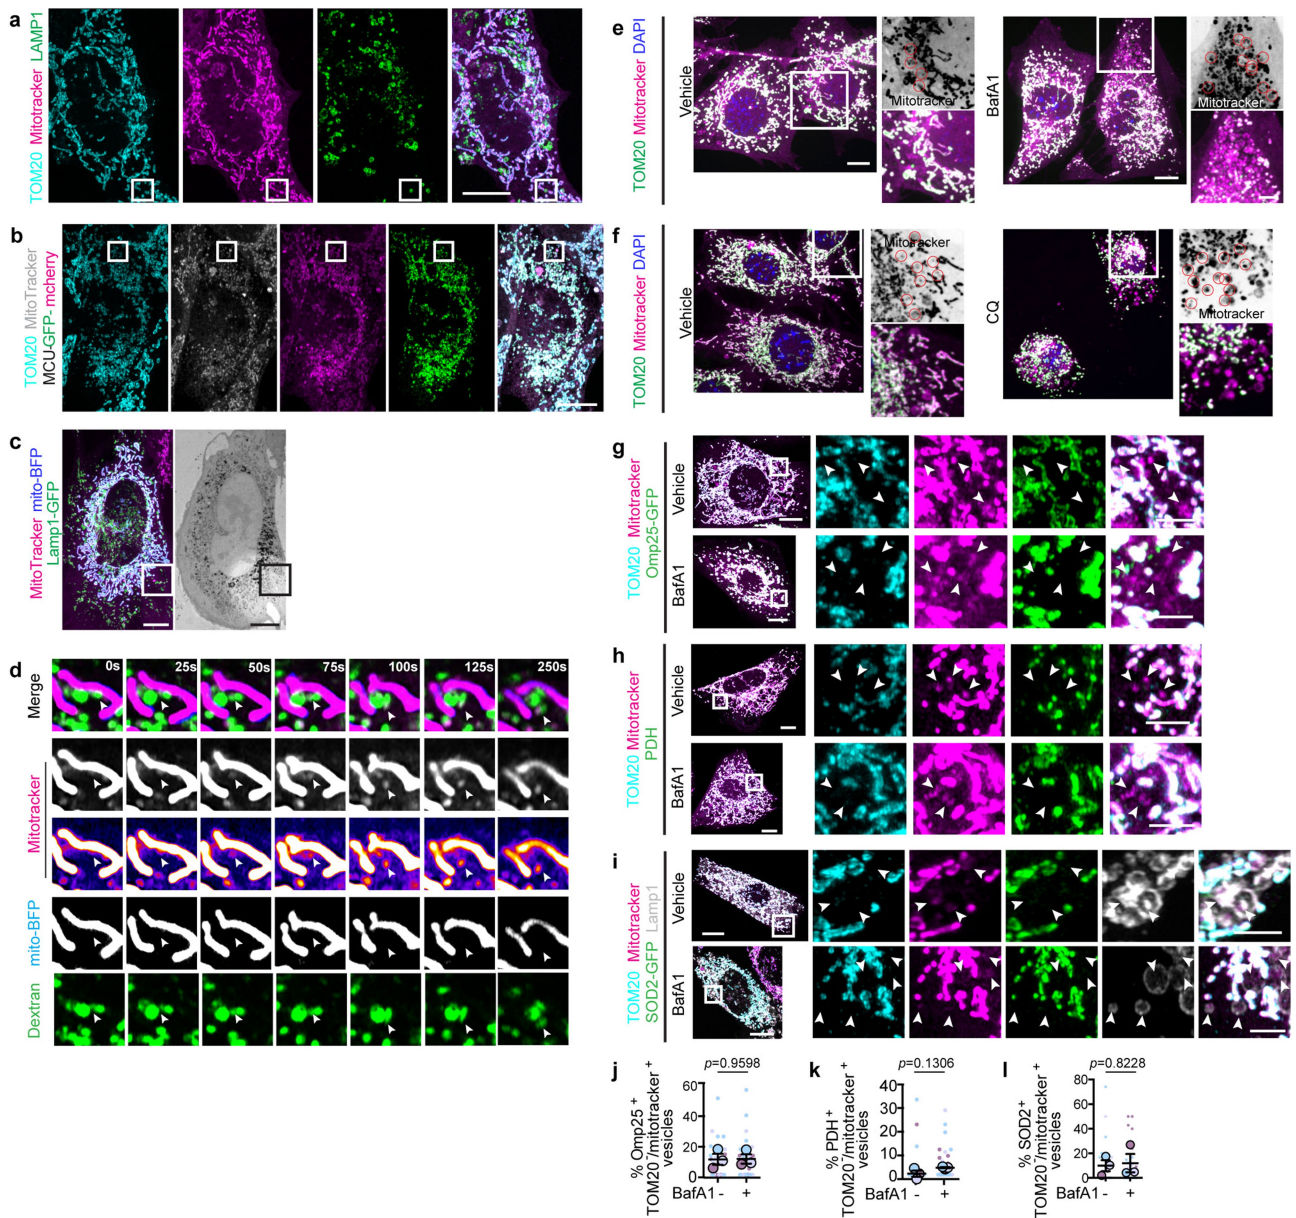 a
TOM20 Mitotracker LAMP1
b
TOM20 MitoTracker
MCU-GFP- mcherry
c
MitoTracker mito-BFP
Lamp1-GFP
d
0s 25s 50s 75s 100s 125s 250s
Merge
Mitotracker
mito-BFP
Dextran
e
TOM20 Mitotracker DAPI
Vehicle
Mitotracker
BafA1
Mitotracker
f
TOM20 Mitotracker DAPI
Vehicle
Mitotracker
CQ
Mitotracker
g
TOM20 Mitotracker
Omp25-GFP
Vehicle
BafA1
h
TOM20 Mitotracker
PDH
Vehicle
BafA1
i
TOM20 Mitotracker
SOD2-GFP Lamp1
Vehicle
BafA1
j
p=0.9598
% Omp25⁺
TOM20⁻/mitotracker⁺
vesicles
60
40
20
0
BafA1 - +
k
p=0.1306
% PDH⁺
TOM20⁻/mitotracker⁺
vesicles
40
30
20
10
0
BafA1 - +
l
p=0.8228
% SOD2⁺
TOM20⁻/mitotracker⁺
vesicles
80
60
40
20
0
BafA1 - +